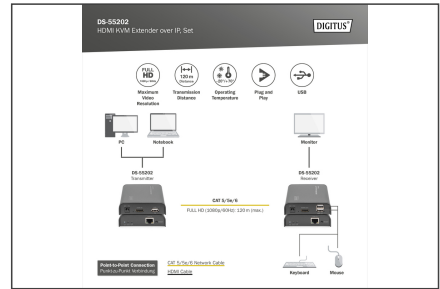 DS-55202
HDMI KVM Extender over IP, Set
DIGITUS®
FULL
HD
120 m
Distance
Maximum
Video
Resolution
Transmission
Distance
Operating
Temperature
Plug and
Play
USB
PC
Notebook
Monitor
DS-55202
Transmitter
DS-55202
Receiver
CAT 5/5e/6
FULL HD (1080p/60Hz: 120 m (max.)
Point-to-Point Connection
Punkt-zu-Punkt Verbindung
CAT 5/5e/6 Network Cable
HDMI Cable
Keyboard
Mouse